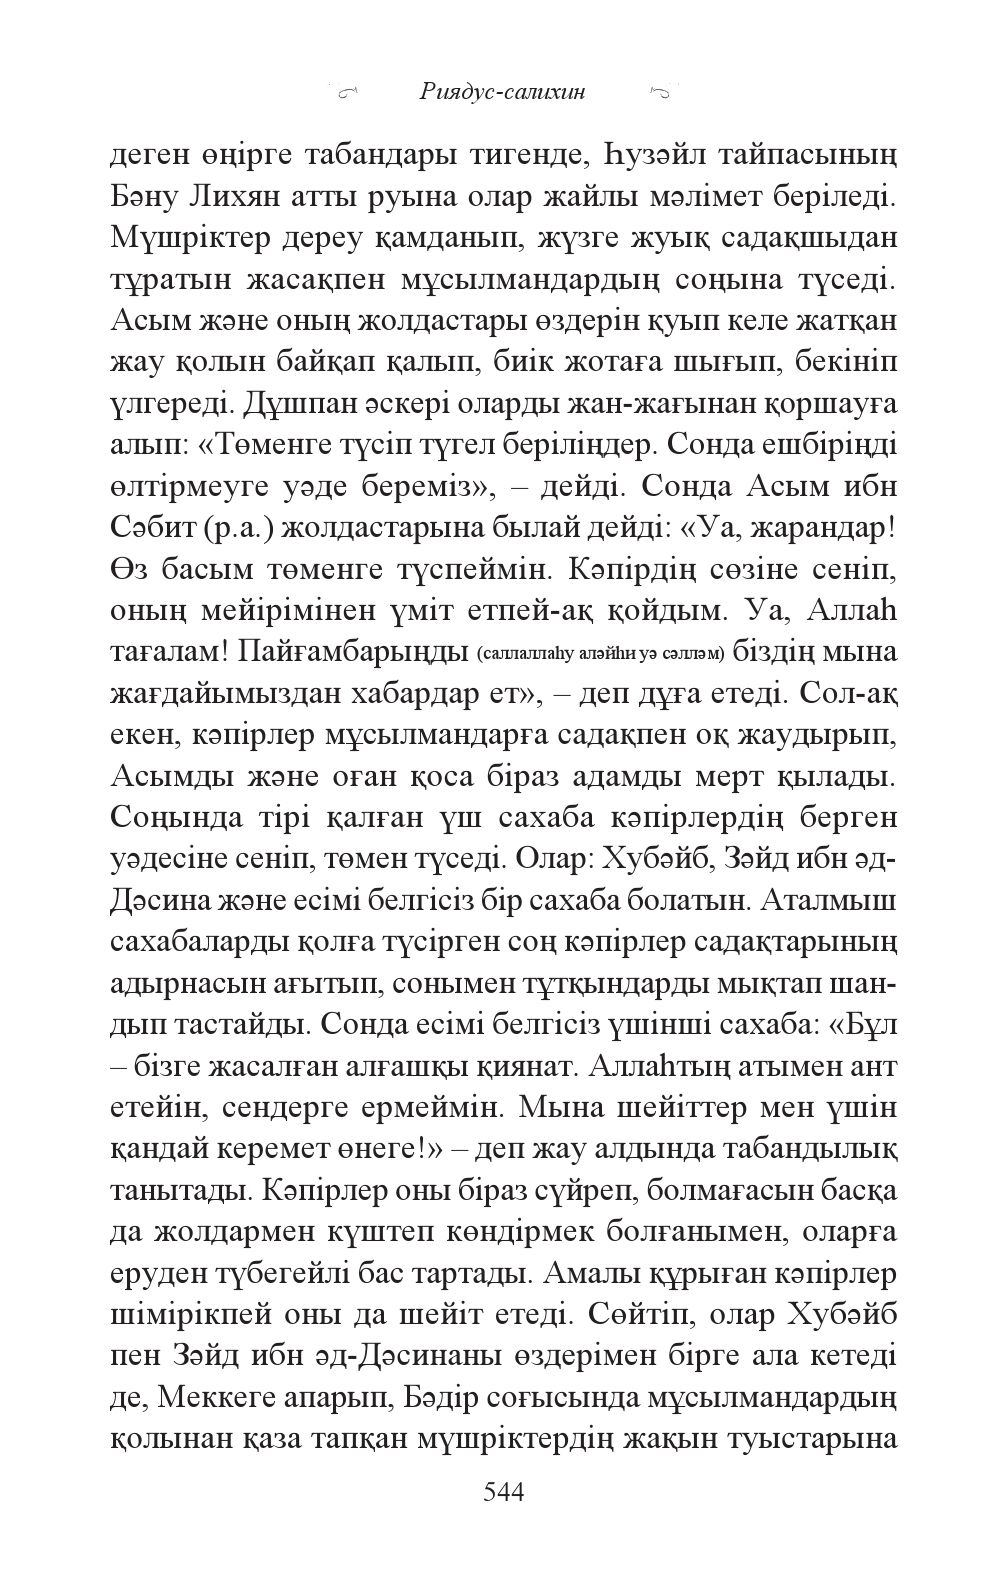 Риядус-салихин
деген өңірге табандары тигенде, Һузәйл тайпасының
Бәну Лихян атты руына олар жайлы мәлімет беріледі.
Мүшріктер дереу қамданып, жүзге жуық садақшыдан
тұратын жасақпен мұсылмандардың соңына түседі.
Асым және оның жолдастары өздерін қуып келе жатқан
жау қолын байқап қалып, биік жотаға шығып, бекініп
үлгереді. Дұшпан әскері оларды жан-жағынан қоршауға
алып: «Төменге түсіп түгел беріліңдер. Сонда ешбіріңді
өлтірмеуге уәде береміз», – дейді. Сонда Асым ибн
Сәбит (р.а.) жолдастарына былай дейді: «Уа, жарандар!
Өз басым төменге түспеймін. Кәпірдің сөзіне сеніп,
оның мейірімінен үміт етпей-ақ қойдым. Уа, Аллаһ
тағалам! Пайғамбарыңды (саллаллаһу аләйһи уә сәлләм) біздің мына
жағдайымыздан хабардар ет», – деп дұға етеді. Сол-ақ
екен, кәпірлер мұсылмандарға садақпен оқ жаудырып,
Асымды және оған қоса біраз адамды мерт қылады.
Соңында тірі қалған үш сахаба кәпірлердің берген
уәдесіне сеніп, төмен түседі. Олар: Хубәйб, Зәйд ибн әд-
Дәсина және есімі белгісіз бір сахаба болатын. Аталмыш
сахабаларды қолға түсірген соң кәпірлер садақтарының
адырнасын ағытып, сонымен тұтқындарды мықтап шан-
дып тастайды. Сонда есімі белгісіз үшінші сахаба: «Бұл
– бізге жасалған алғашқы қиянат. Аллаһтың атымен ант
етейін, сендерге ермеймін. Мына шейіттер мен үшін
қандай керемет өнеге!» – деп жау алдында табандылық
танытады. Кәпірлер оны біраз сүйреп, болмағасын басқа
да жолдармен күштеп көндірмек болғанымен, оларға
еруден түбегейлі бас тартады. Амалы құрыған кәпірлер
шімірікпей оны да шейіт етеді. Сөйтіп, олар Хубәйб
пен Зәйд ибн әд-Дәсинаны өздерімен бірге ала кетеді
де, Меккеге апарып, Бәдір соғысында мұсылмандардың
қолынан қаза тапқан мүшріктердің жақын туыстарына
544